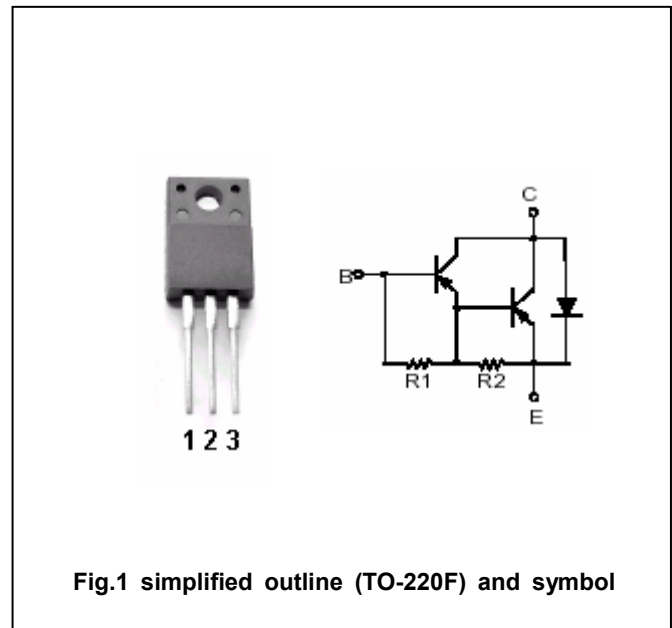 C
B
R1 R2
E
1 2 3
Fig.1 simplified outline (TO-220F) and symbol